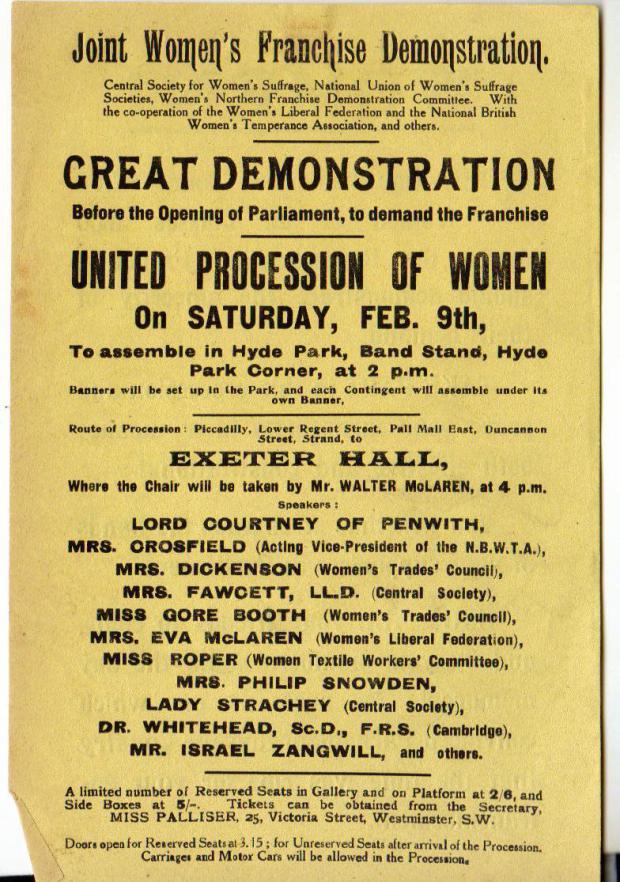 Joint Women's Franchise Demonstration.
Central Society for Women's Suffrage, National Union of Women's Suffrage
Societies, Women's Northern Franchise Demonstration Committee. With
the co-operation of the Women's Liberal Federation and the National British
Women's Temperance Association, and others.
GREAT DEMONSTRATION
Before the Opening of Parliament, to demand the Franchise
UNITED PROCESSION OF WOMEN
On SATURDAY, FEB. 9th,
To assemble in Hyde Park, Band Stand, Hyde
Park Corner, at 2 p.m.
Banners will be set up in the Park, and each Contingent will assemble under its
own Banner,
Route of Procession: Piccadilly, Lower Regent Street, Pall Mall East, Duncannon
Street, Strand, to
EXETER HALL,
Where the Chair will be taken by Mr. WALTER McLAREN, at 4 p.m.
Speakers:
LORD COURTNEY OF PENWITH,
MRS. CROSFIELD (Acting Vice-President of the N.B.W.T.A.),
MRS. DICKENSON (Women's Trades' Council),
MRS. FAWCETT, LL.D. (Central Society),
MISS GORE BOOTH (Women's Trades' Council),
MRS. EVA McLAREN (Women's Liberal Federation),
MISS ROPER (Women Textile Workers' Committee),
MRS. PHILIP SNOWDEN,
LADY STRACHEY (Central Society),
DR. WHITEHEAD, Sc.D., F.R.S. (Cambridge),
MR. ISRAEL ZANGWILL, and others.
A limited number of Reserved Seats in Gallery and on Platform at 2/6, and
Side Boxes at 5/-. Tickets can be obtained from the Secretary,
MISS PALLISER, 25, Victoria Street, Westminster, S.W.
Doors open for Reserved Seats at 3.15; for Unreserved Seats after arrival of the Procession.
Carriages and Motor Cars will be allowed in the Procession.